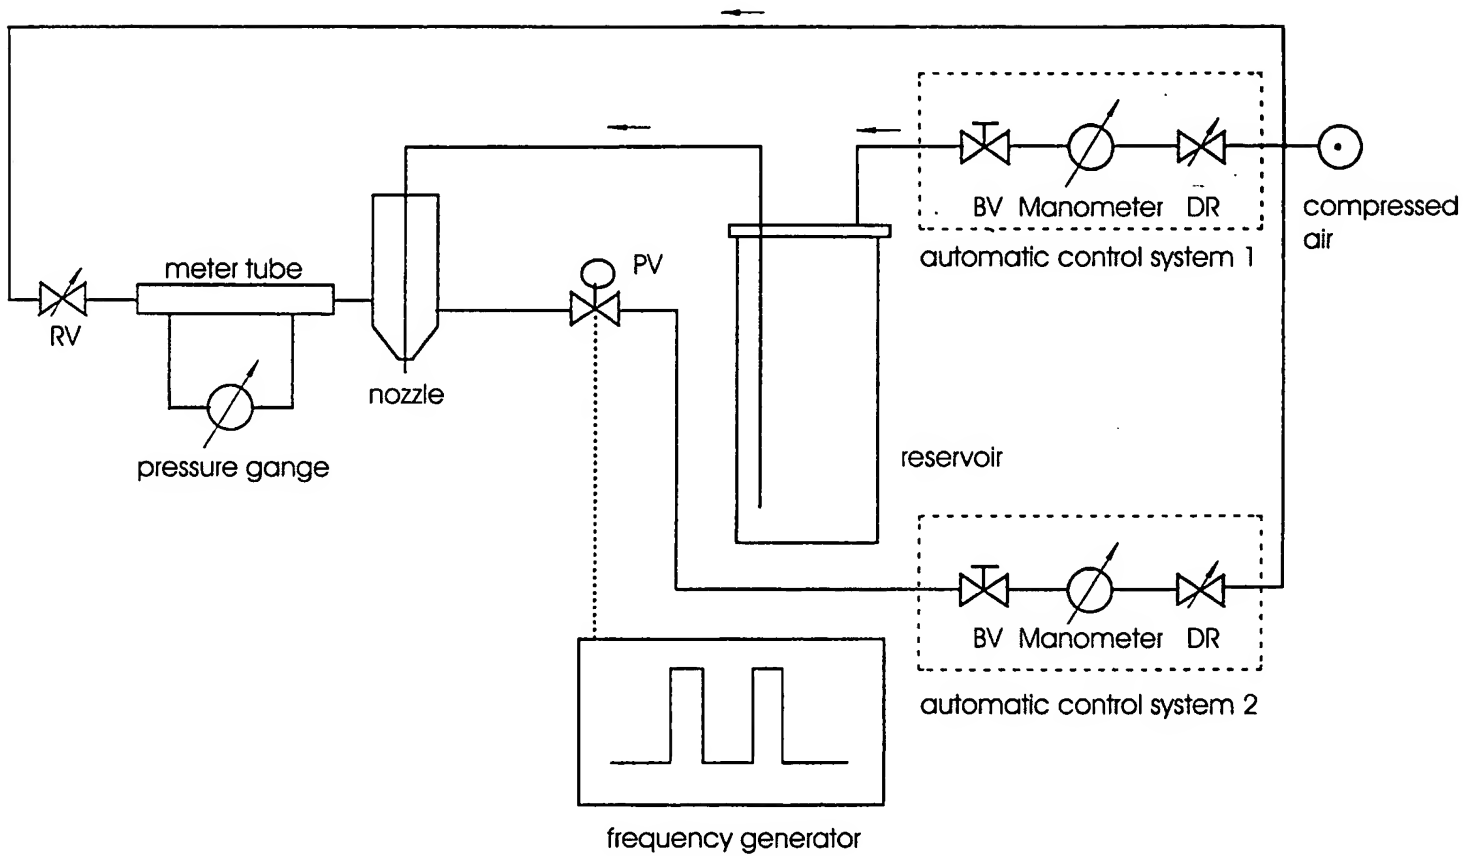 BV Manometer DR
compressed
air
automatic control system 1
meter tube
PV
RV
nozzle
pressure gange
reservoir
BV Manometer DR
automatic control system 2
frequency generator